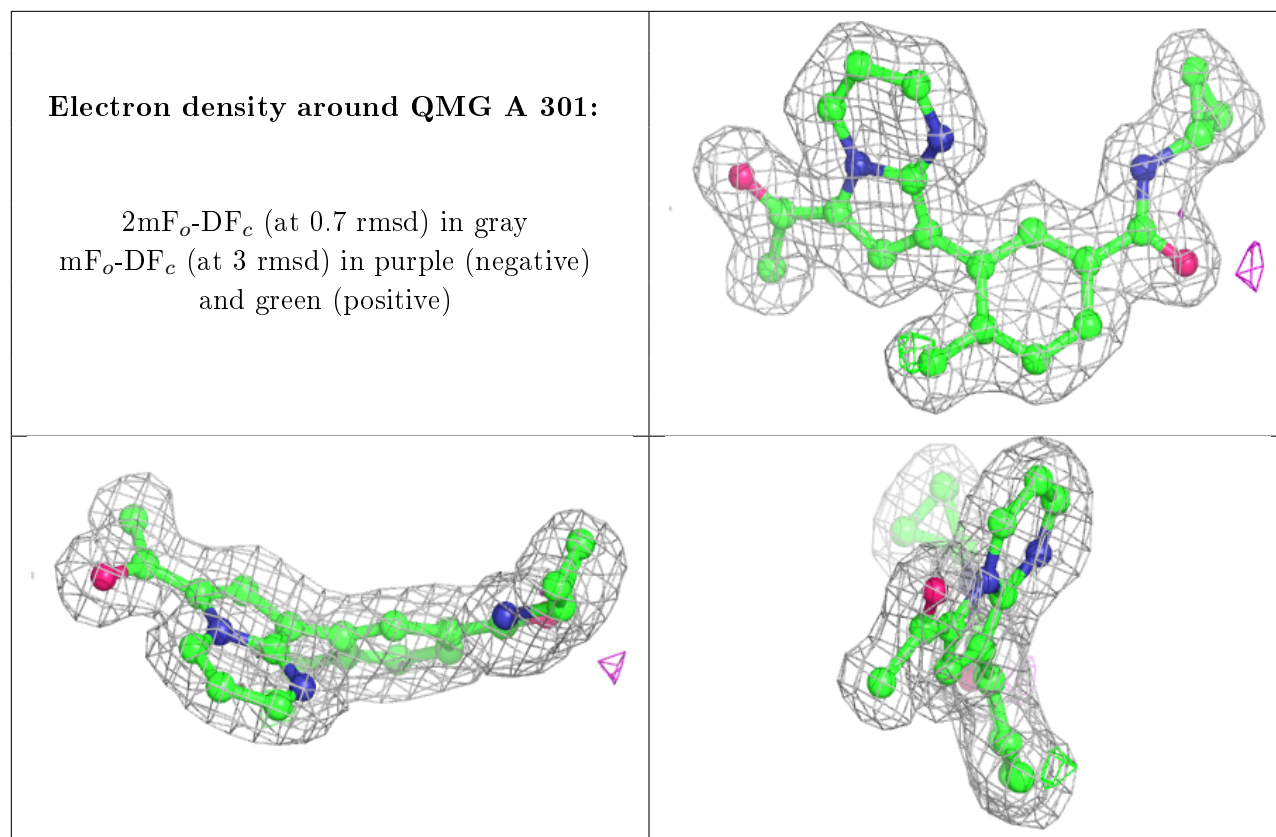 Electron density around QMG A 301:
2mFo-DFc (at 0.7 rmsd) in gray
mFo-DFc (at 3 rmsd) in purple (negative)
and green (positive)